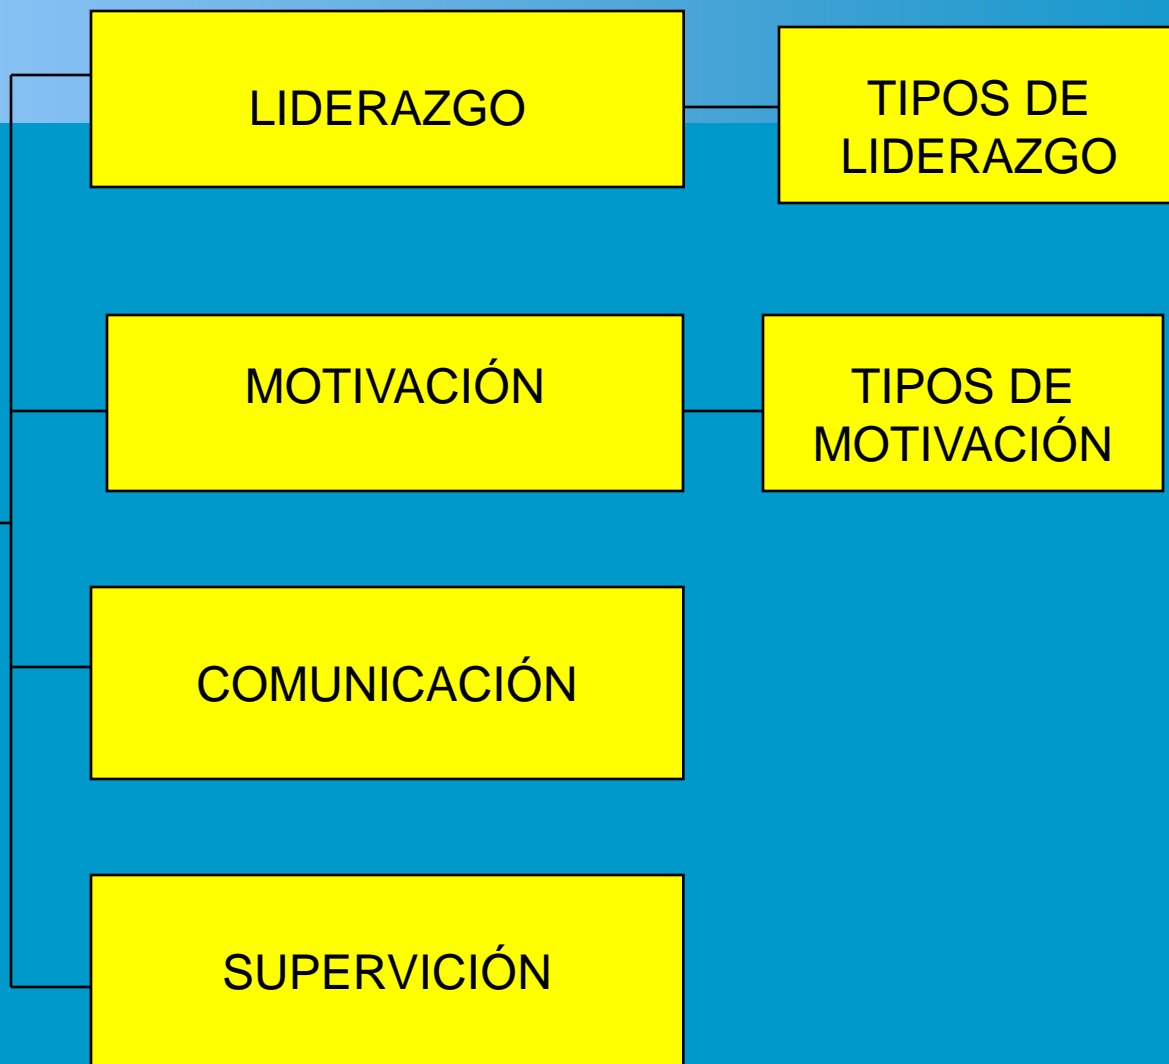 LIDERAZGO
TIPOS DE
LIDERAZGO
MOTIVACIÓN
TIPOS DE
MOTIVACIÓN
COMUNICACIÓN
SUPERVICIÓN